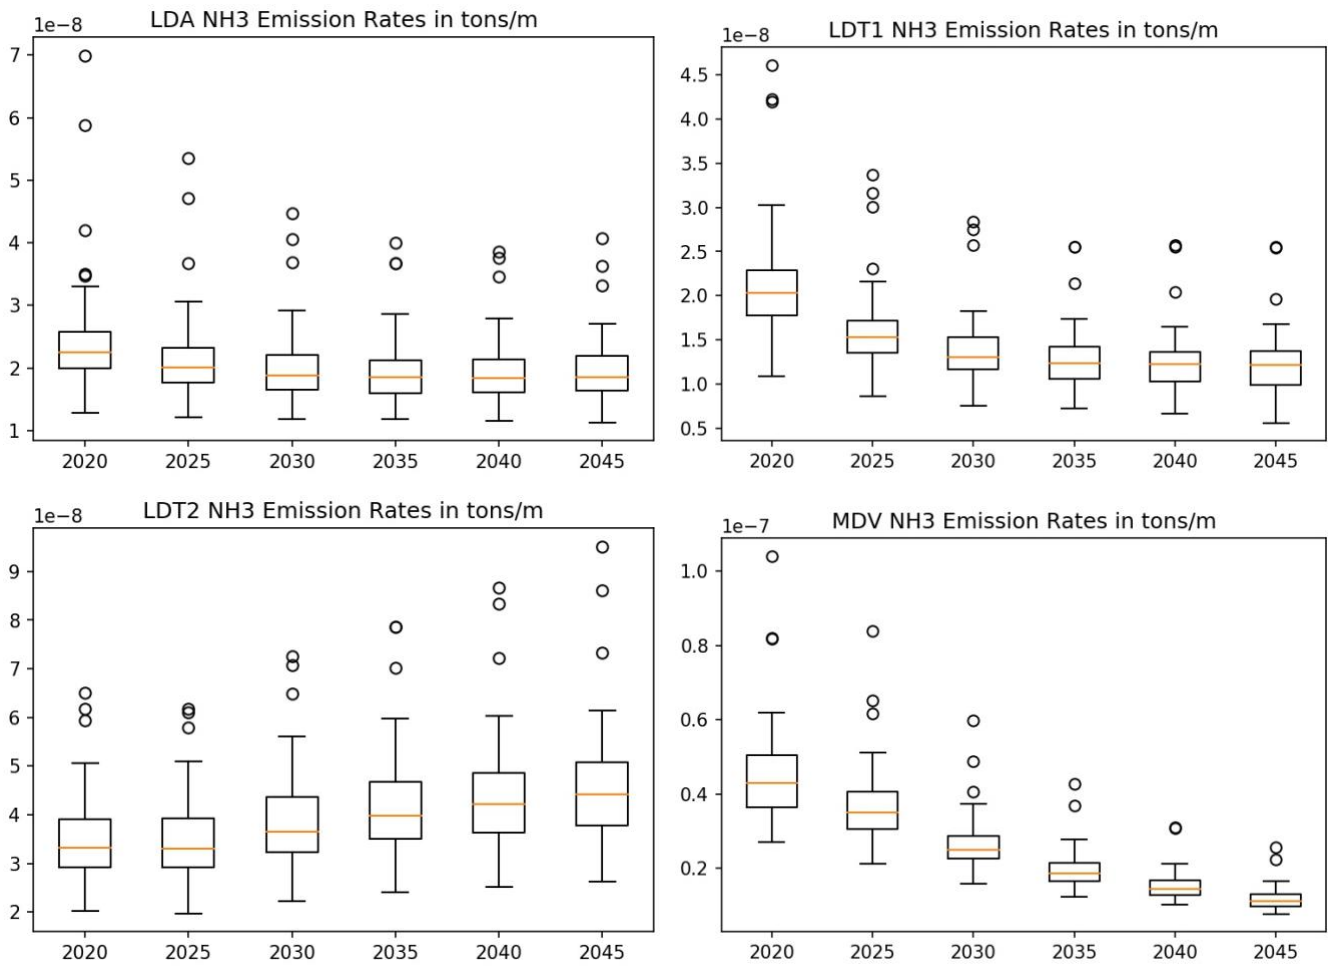 LDA NH3 Emission Rates in tons/m
1e−8
7
6
5
4
3
2
1
2020 2025 2030 2035 2040 2045
LDT1 NH3 Emission Rates in tons/m
1e−8
4.5
4.0
3.5
3.0
2.5
2.0
1.5
1.0
0.5
2020 2025 2030 2035 2040 2045
LDT2 NH3 Emission Rates in tons/m
1e−8
9
8
7
6
5
4
3
2
2020 2025 2030 2035 2040 2045
MDV NH3 Emission Rates in tons/m
1e−7
1.0
0.8
0.6
0.4
0.2
2020 2025 2030 2035 2040 2045